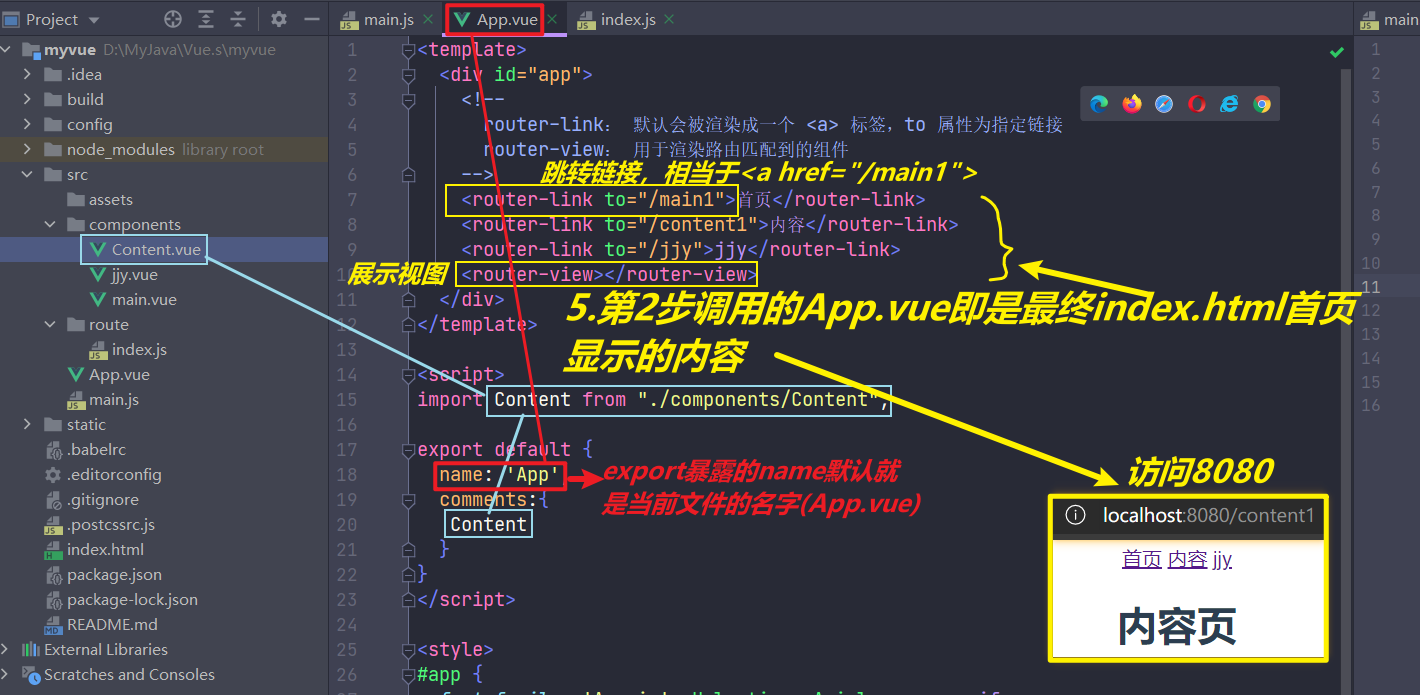 Project
main.js
App.vue
index.js
main
myvue D:\MyJava\Vue.s\myvue
.idea
build
config
node_modules library root
src
assets
components
Content.vue
jjy.vue
main.vue
route
index.js
App.vue
main.js
static
.babelrc
.editorconfig
.gitignore
.postcssrc.js
index.html
package.json
package-lock.json
README.md
External Libraries
Scratches and Consoles
1 <template>
2 <div id="app">
3 <!--
4 router-link: 默认会被渲染成一个 <a> 标签，to 属性为指定链接
5 router-view: 用于渲染路由匹配到的组件
6 -->
跳转链接，相当于<a href="/main1">
7 <router-link to="/main1">首页</router-link>
8 <router-link to="/content1">内容</router-link>
9 <router-link to="/jjy">jjy</router-link>
展示视图
10 <router-view></router-view>
11 </div>
5.第2步调用的App.vue即是最终index.html首页
显示的内容
12 </template>
13
14 <script>
15 import Content from "./components/Content";
16
17 export default {
18 name: 'App'
export暴露的name默认就
是当前文件的名字(App.vue)
19 comments:{
20 Content
21 }
22 }
23 </script>
24
25 <style>
26 #app {
访问8080
localhost:8080/content1
首页 内容 jjy
内容页
1
2
3
4
5
6
7
8
9
10
11
12
13
14
15
16